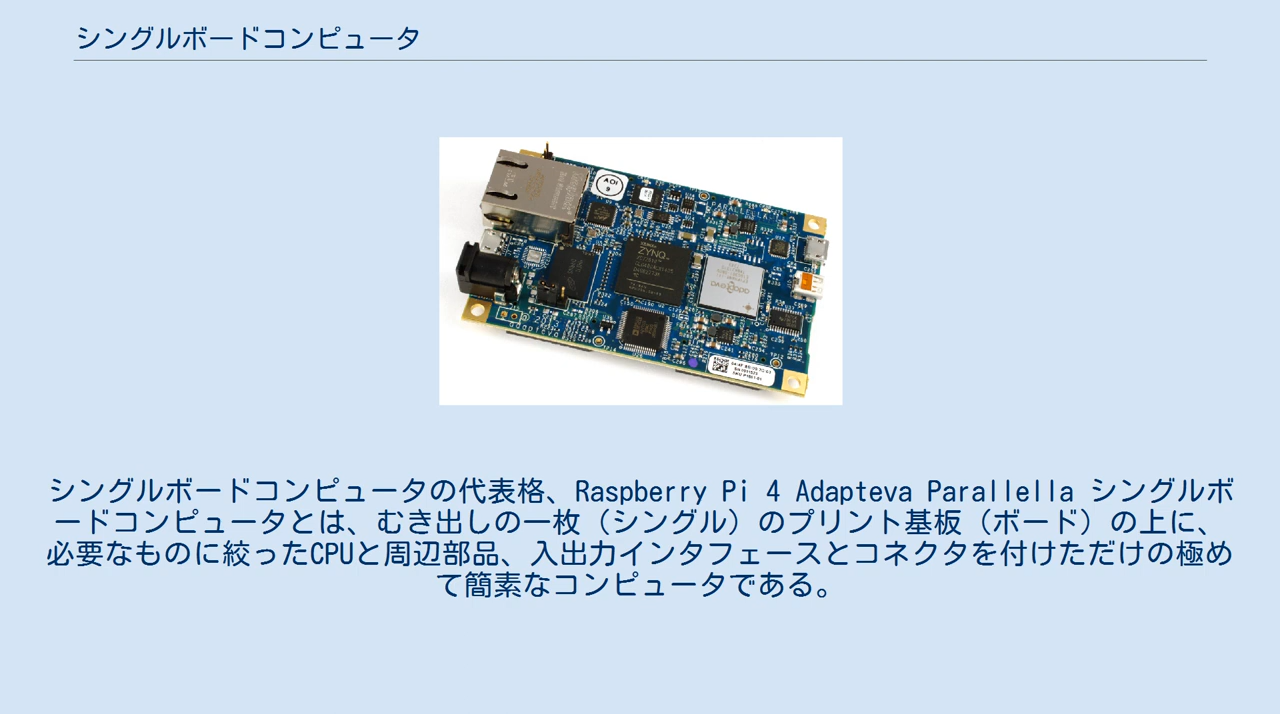 シングルボードコンピュータ
AOI
9
ZYNQ
シングルボードコンピュータの代表格、Raspberry Pi 4 Adapteva Parallella シングルボ
ードコンピュータとは、むき出しの一枚（シングル）のプリント基板（ボード）の上に、
必要なものに絞ったCPUと周辺部品、入出力インタフェースとコネクタを付けただけの極め
て簡素なコンピュータである。